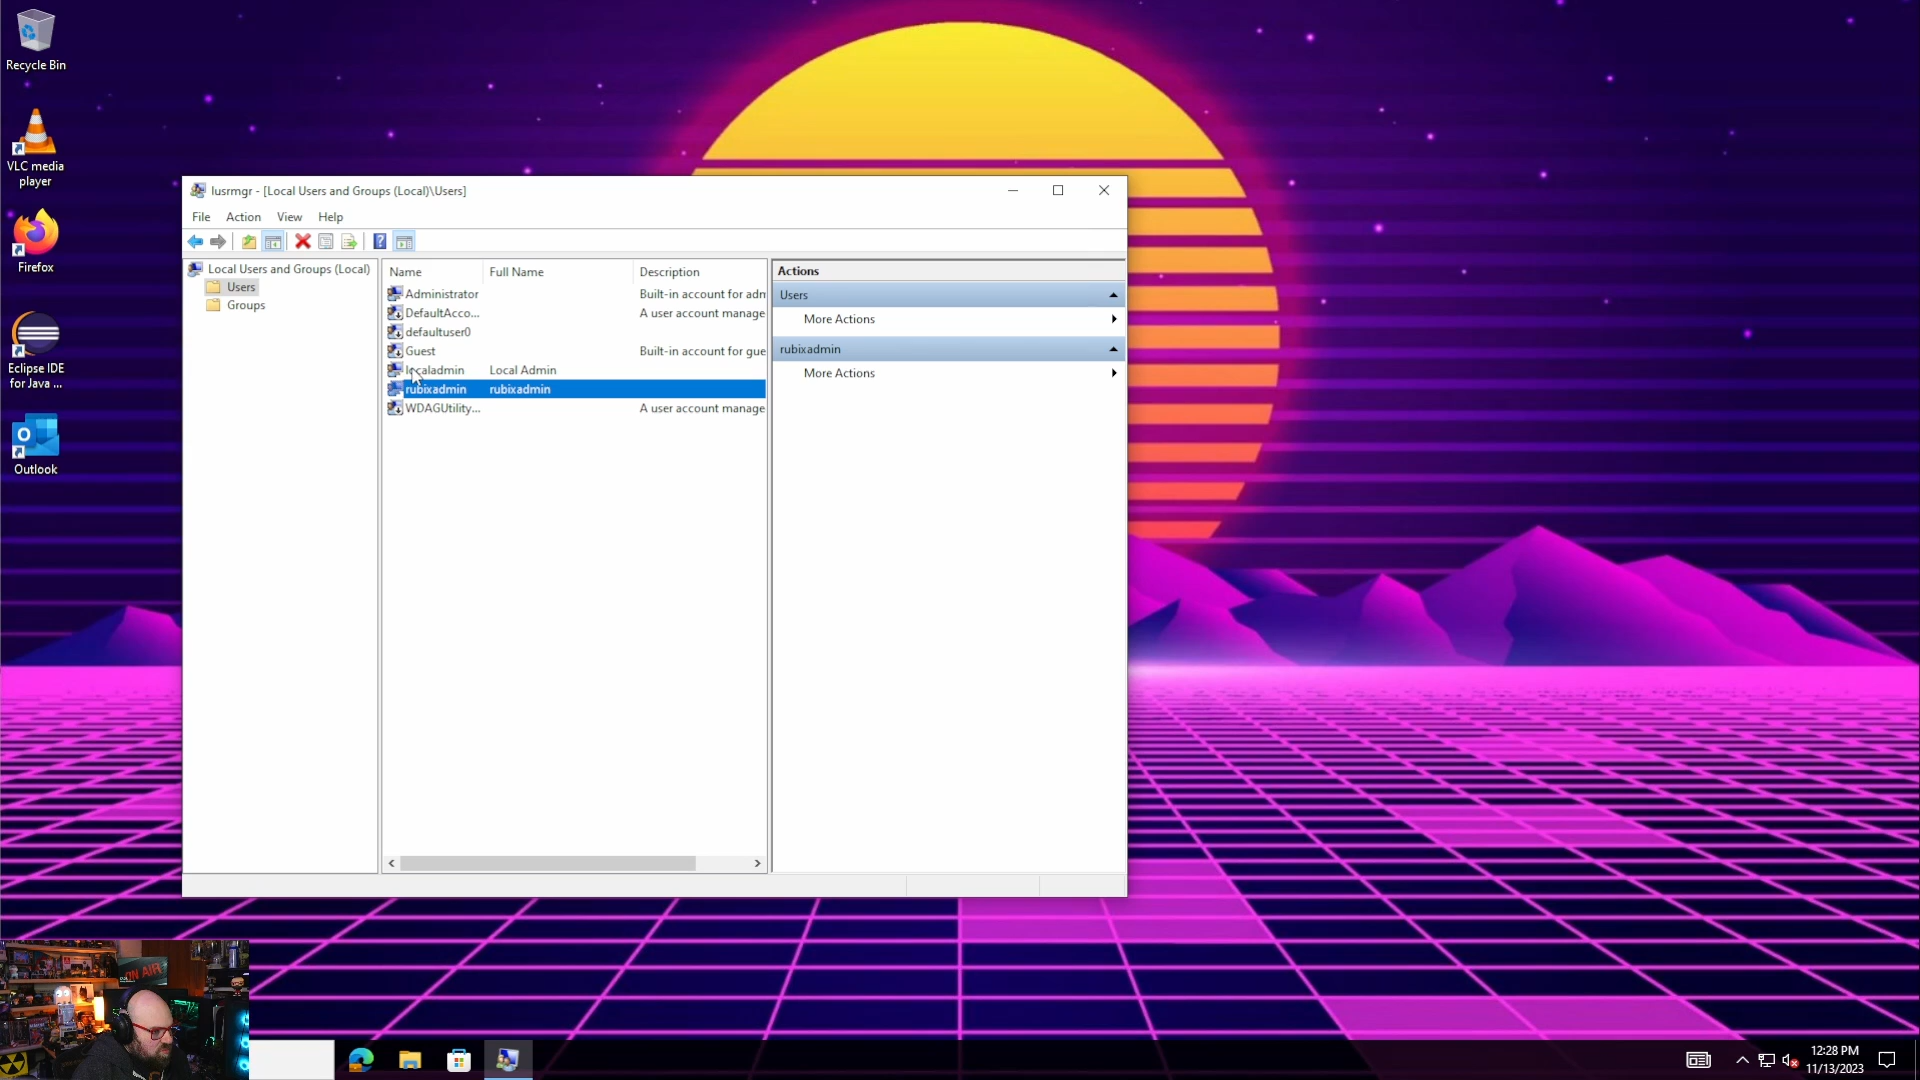 Recycle Bin
VLC media
player
Firefox
Eclipse IDE
for Java ...
Outlook
lusrmgr - [Local Users and Groups (Local)\Users]
File Action View Help
Local Users and Groups (Local)
Users
Groups
Name Full Name Description
Administrator Built-in account for adm
DefaultAcco... A user account manage
defaultuser0
Guest Built-in account for gue
localadmin Local Admin
rubixadmin rubixadmin
WDAGUtility... A user account manage
Actions
Users
More Actions
rubixadmin
More Actions
ON AIR
12:28 PM
11/13/2023